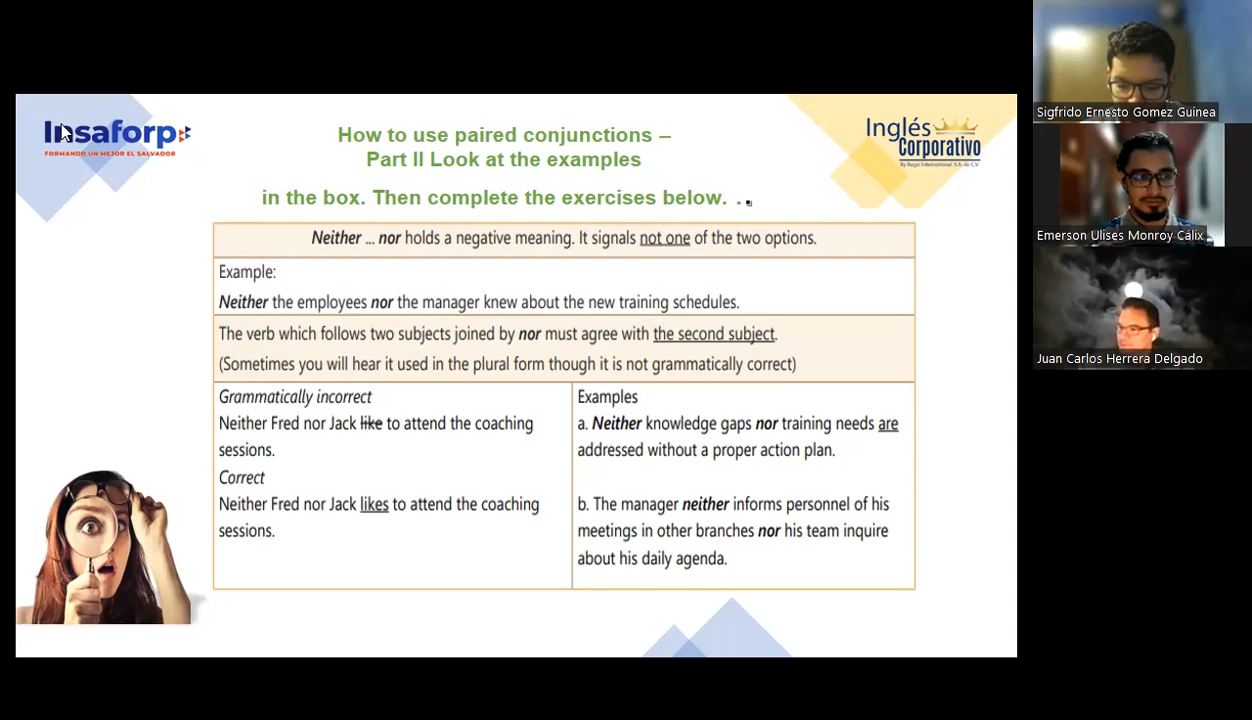 Insaforp
FORMANDO UN MEJOR EL SALVADOR
How to use paired conjunctions –
Part II Look at the examples
in the box. Then complete the exercises below. . .
Inglés
Corporativo
By Regal International, S.A. de C.V.
Neither ... nor holds a negative meaning. It signals not one of the two options.
Example:
Neither the employees nor the manager knew about the new training schedules.
The verb which follows two subjects joined by nor must agree with the second subject.
(Sometimes you will hear it used in the plural form though it is not grammatically correct)
Grammatically incorrect
Neither Fred nor Jack like to attend the coaching
sessions.
Correct
Neither Fred nor Jack likes to attend the coaching
sessions.
Examples
a. Neither knowledge gaps nor training needs are
addressed without a proper action plan.
b. The manager neither informs personnel of his
meetings in other branches nor his team inquire
about his daily agenda.
Sigfrido Ernesto Gomez Guinea
Emerson Ulises Monroy Cálix
Juan Carlos Herrera Delgado